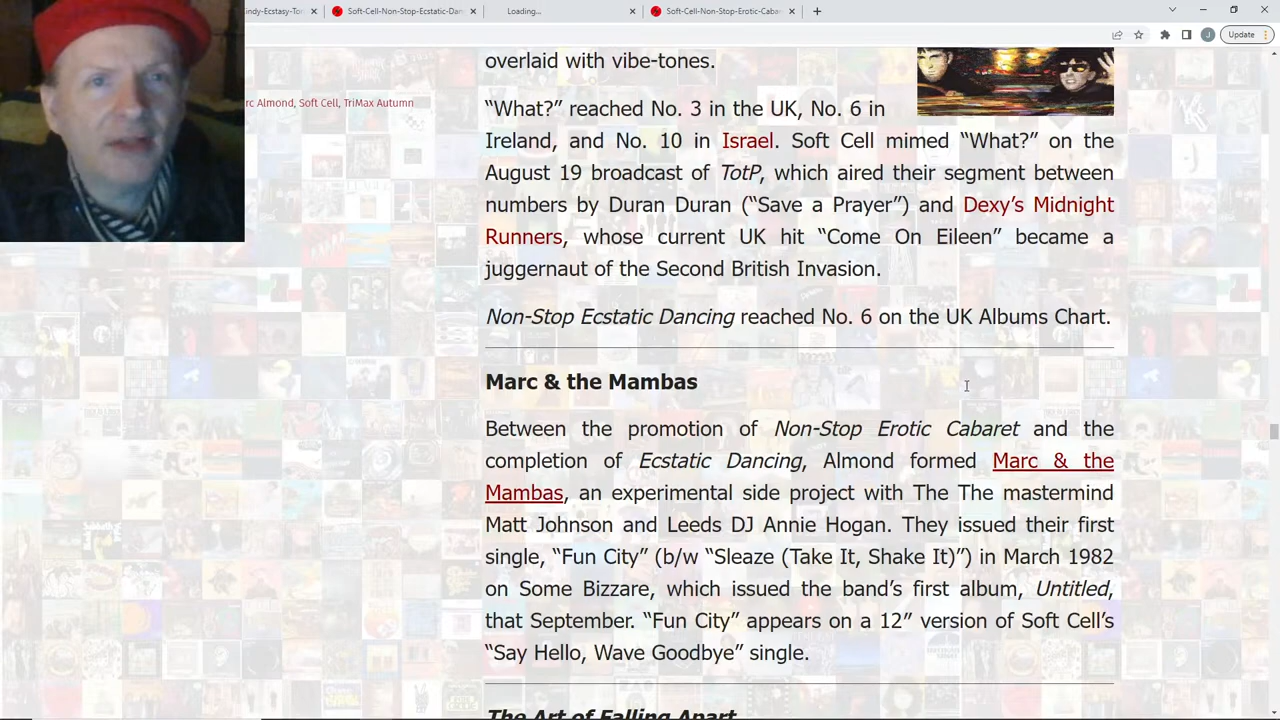 indy-Ecstasy-Tor
Soft-Cell-Non-Stop-Ecstatic-Dan
Loading...
Soft-Cell-Non-Stop-Erotic-Cabar
J
Update
rc Almond, Soft Cell, TriMax Autumn
overlaid with vibe-tones.
“What?” reached No. 3 in the UK, No. 6 in
Ireland, and No. 10 in Israel. Soft Cell mimed “What?” on the
August 19 broadcast of TotP, which aired their segment between
numbers by Duran Duran (“Save a Prayer”) and Dexy’s Midnight
Runners, whose current UK hit “Come On Eileen” became a
juggernaut of the Second British Invasion.
Non-Stop Ecstatic Dancing reached No. 6 on the UK Albums Chart.
Marc & the Mambas
Between the promotion of Non-Stop Erotic Cabaret and the
completion of Ecstatic Dancing, Almond formed Marc & the
Mambas, an experimental side project with The The mastermind
Matt Johnson and Leeds DJ Annie Hogan. They issued their first
single, “Fun City” (b/w “Sleaze (Take It, Shake It)”) in March 1982
on Some Bizzare, which issued the band’s first album, Untitled,
that September. “Fun City” appears on a 12″ version of Soft Cell’s
“Say Hello, Wave Goodbye” single.
The Art of Falling Apart